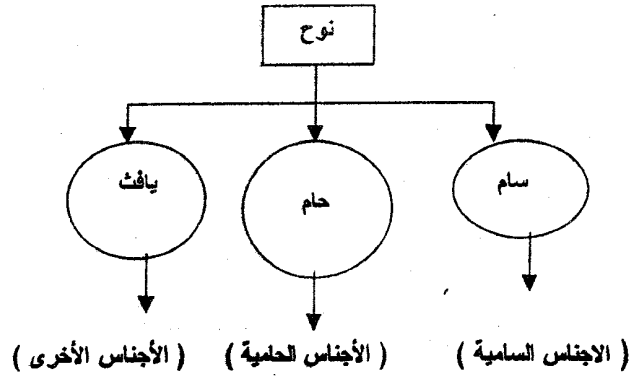 نوح
سام
حام
يافث
( الاجناس السامية )
( الأجناس الحامية )
( الأجناس الأخرى )